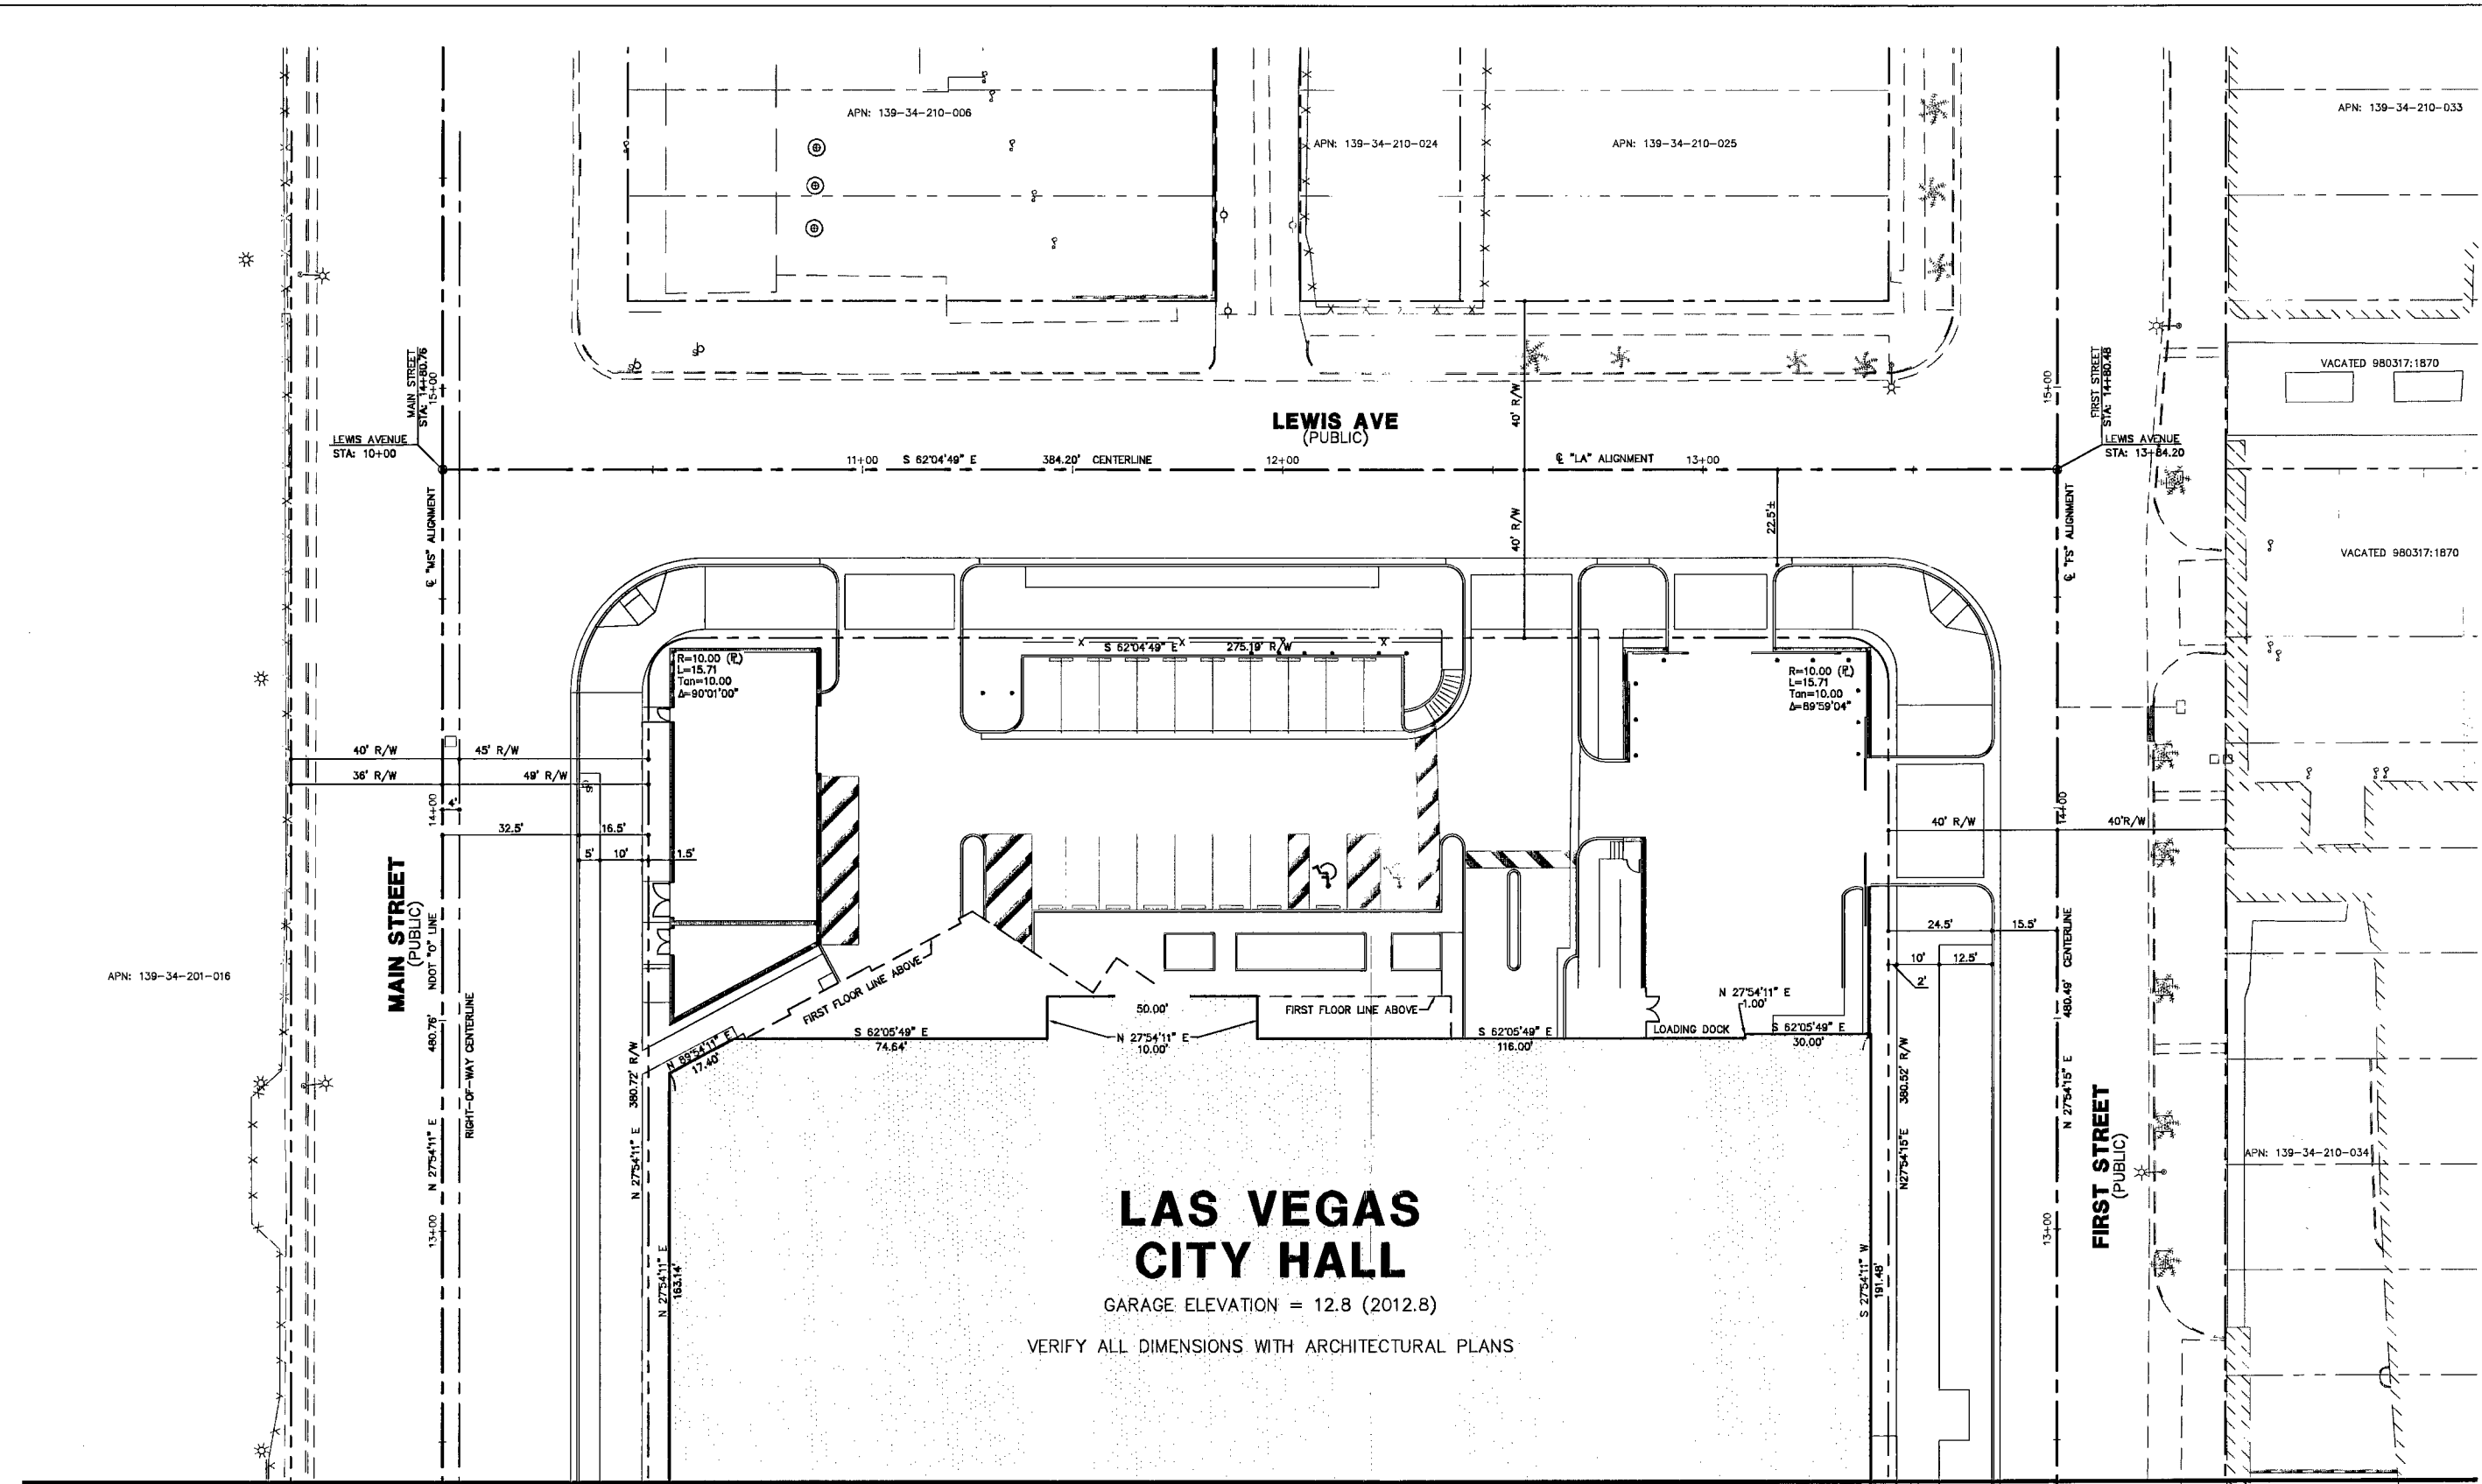 APN: 139-34-210-006
APN: 139-34-210-024
APN: 139-34-210-025
APN: 139-34-210-033
VACATED 980317:1870
MAIN STREET
STA: 14+80.76
15+00
LEWIS AVENUE
STA: 10+00
LEWIS AVE
(PUBLIC)
40' R/W
11+00
S 62°04'49" E
384.20' CENTERLINE
12+00
℄ "LA" ALIGNMENT
13+00
15+00
FIRST STREET
STA: 14+80.48
LEWIS AVENUE
STA: 13+84.20
℄ "MS" ALIGNMENT
40' R/W
22.5'±
℄ "FS" ALIGNMENT
VACATED 980317:1870
S 62°04'49" E
275.19' R/W
R=10.00 (PL)
L=15.71
Tan=10.00
Δ=90°01'00"
R=10.00 (PL)
L=15.71
Tan=10.00
Δ=89°59'04"
40' R/W
45' R/W
36' R/W
49' R/W
4'
14+00
32.5'
16.5'
5'
10'
1.5'
14+00
40' R/W
40'R/W
MAIN STREET
(PUBLIC)
NDOT "O" LINE
480.76'
N 27°54'11" E
RIGHT-OF-WAY CENTERLINE
13+00
APN: 139-34-201-016
FIRST FLOOR LINE ABOVE
50.00'
FIRST FLOOR LINE ABOVE
N 89°54'11" E
17.40'
S 62°05'49" E
74.64'
N 27°54'11" E
10.00'
S 62°05'49" E
116.00'
LOADING DOCK
N 27°54'11" E
1.00'
S 62°05'49" E
30.00'
24.5'
15.5'
10'
12.5'
2'
480.49' CENTERLINE
N 27°54'15" E
380.72' R/W
N 27°54'11" E
N 27°54'11" E
163.14'
380.52' R/W
N27°54'15"E
S 27°54'11" W
191.48'
FIRST STREET
(PUBLIC)
13+00
APN: 139-34-210-034
LAS VEGAS
CITY HALL
GARAGE ELEVATION = 12.8 (2012.8)
VERIFY ALL DIMENSIONS WITH ARCHITECTURAL PLANS